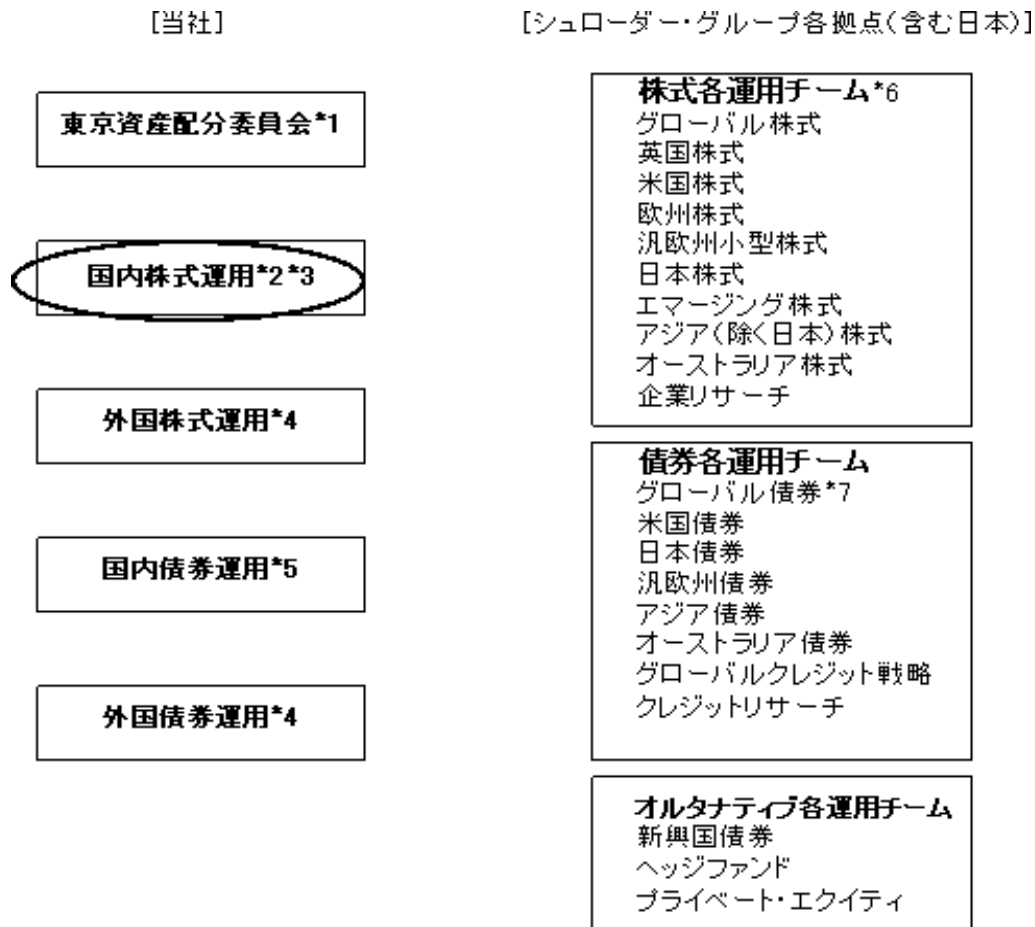 [当社]
[シュローダー・グループ各拠点(含む日本)]
東京資産配分委員会*1
国内株式運用*2*3
外国株式運用*4
国内債券運用*5
外国債券運用*4
株式各運用チーム*6
グローバル株式
英国株式
米国株式
欧州株式
汎欧州小型株式
日本株式
エマージング株式
アジア(除く日本)株式
オーストラリア株式
企業リサーチ
債券各運用チーム
グローバル債券*7
米国債券
日本債券
汎欧州債券
アジア債券
オーストラリア債券
グローバルクレジット戦略
クレジットリサーチ
オルタナティブ各運用チーム
新興国債券
ヘッジファンド
プライベート・エクイティ